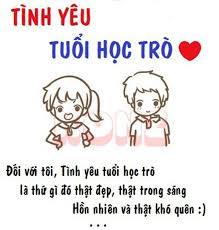 TÌNH YÊU
TUỔI HỌC TRÒ
Đối với tôi, Tình yêu tuổi học trò
là thứ gì đó thật đẹp, thật trong sáng
Hồn nhiên và thật khó quên :)
...